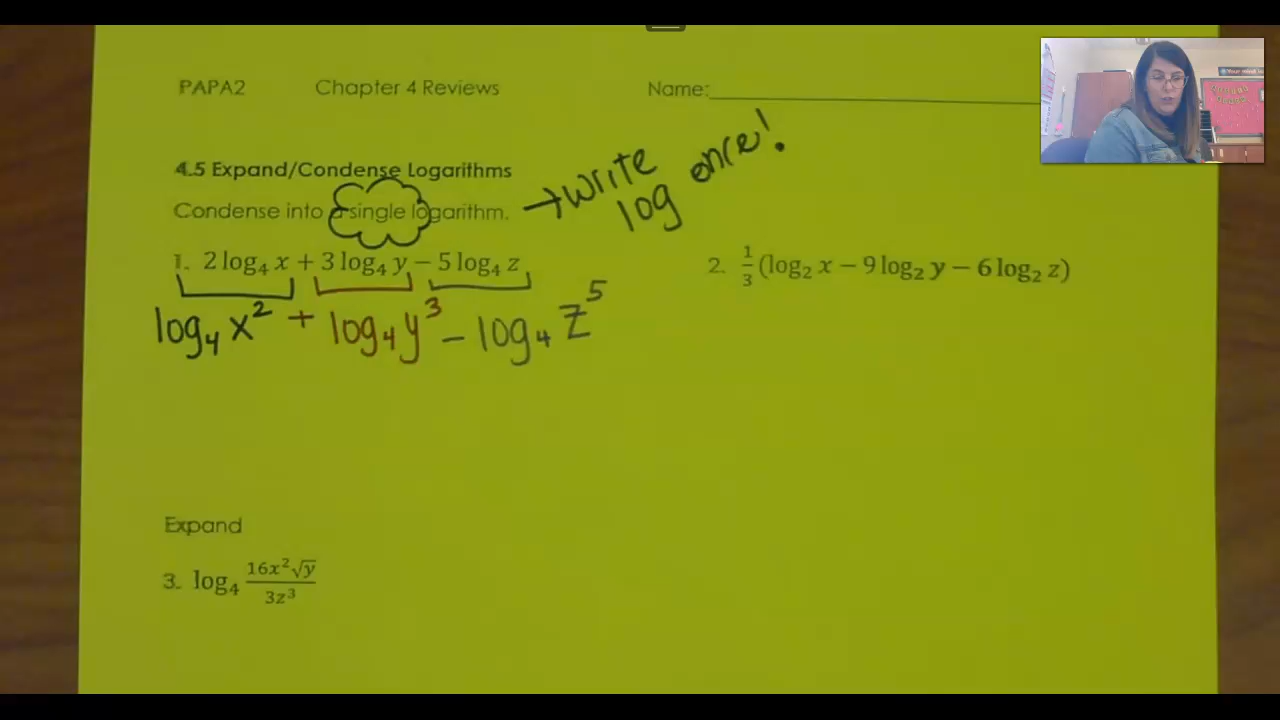 PAPA2 Chapter 4 Reviews Name:
4.5 Expand/Condense Logarithms
Condense into a single logarithm. → write log once!
1. 2 log₄ x + 3 log₄ y − 5 log₄ z
2. 1/3 (log₂ x − 9 log₂ y − 6 log₂ z)
log₄ x² + log₄ y³ − log₄ z⁵
Expand
3. log₄ 16x²√y / 3z³